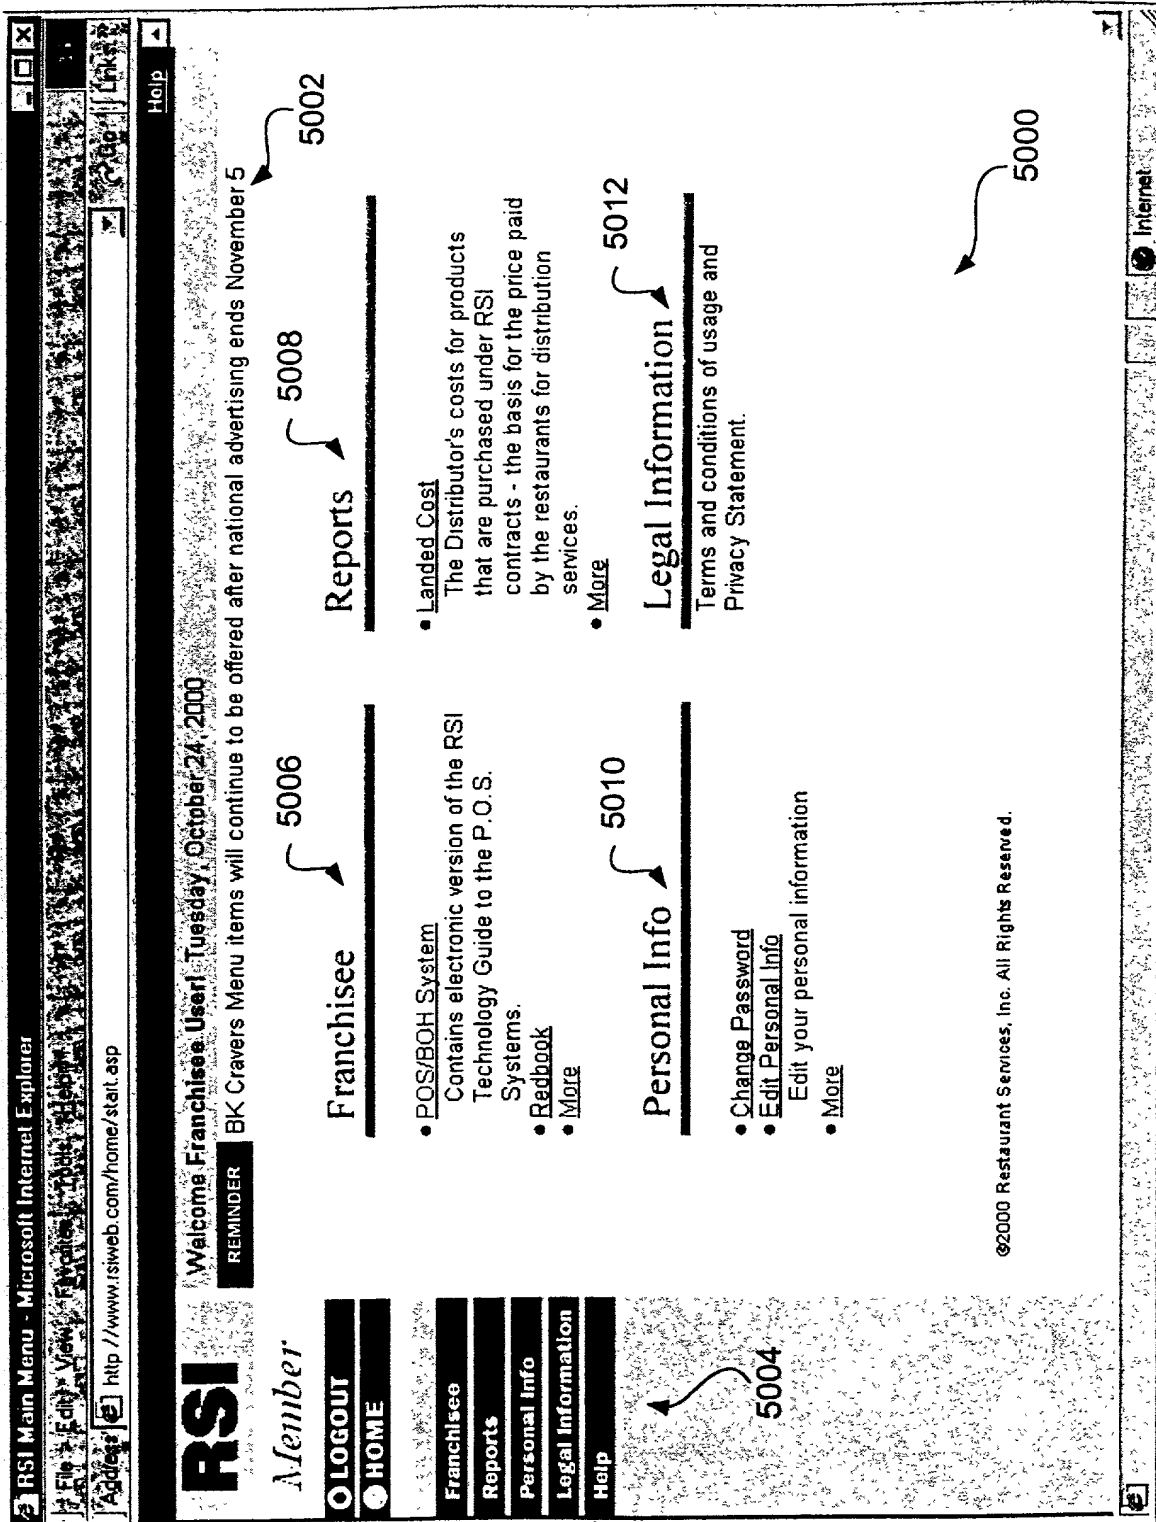 RSI Main Menu - Microsoft Internet Explorer
File Edit View Favorites Tools Help
Address http://www.rsiweb.com/home/start.asp Go Links »
Help
RSI
Welcome Franchisee User! Tuesday, October 24, 2000
REMINDER BK Cravers Menu items will continue to be offered after national advertising ends November 5
5002
Member
LOGOUT
HOME
Franchisee
Reports
Personal Info
Legal Information
Help
5004
Franchisee
5006
• POS/BOH System
Contains electronic version of the RSI
Technology Guide to the P.O.S.
Systems.
• Redbook
• More
Reports
5008
• Landed Cost
The Distributor's costs for products
that are purchased under RSI
contracts - the basis for the price paid
by the restaurants for distribution
services.
• More
Personal Info
5010
• Change Password
• Edit Personal Info
Edit your personal information
• More
Legal Information
5012
Terms and conditions of usage and
Privacy Statement.
5000
©2000 Restaurant Services, Inc. All Rights Reserved.
Internet